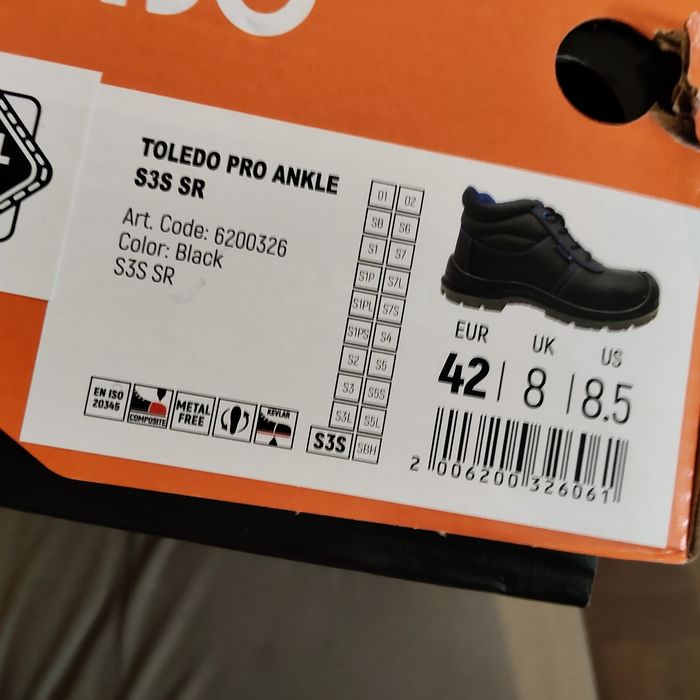 TOLEDO PRO ANKLE
S3S SR
Art. Code: 6200326
Color: Black
S3S SR
EN ISO
20345
COMPOSITE
METAL
FREE
KEVLAR
O1 O2
SB S6
S1 S7
S1P S7L
S1PL S7S
S1PS S4
S2 S5
S3 S5S
S3L S5L
S3S SBH
EUR UK US
42 | 8 | 8.5
2 006200 326061